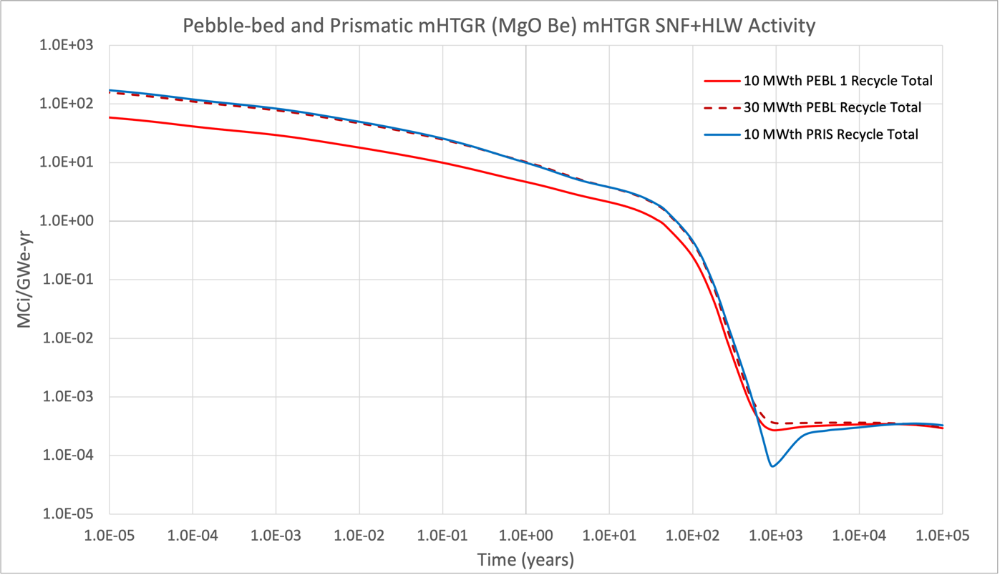 Pebble-bed and Prismatic mHTGR (MgO Be) mHTGR SNF+HLW Activity
1.0E+03
1.0E+02
1.0E+01
1.0E+00
1.0E-01
1.0E-02
1.0E-03
1.0E-04
1.0E-05
MCi/GWe-yr
10 MWth PEBL 1 Recycle Total
30 MWth PEBL Recycle Total
10 MWth PRIS Recycle Total
1.0E-05 1.0E-04 1.0E-03 1.0E-02 1.0E-01 1.0E+00 1.0E+01 1.0E+02 1.0E+03 1.0E+04 1.0E+05
Time (years)